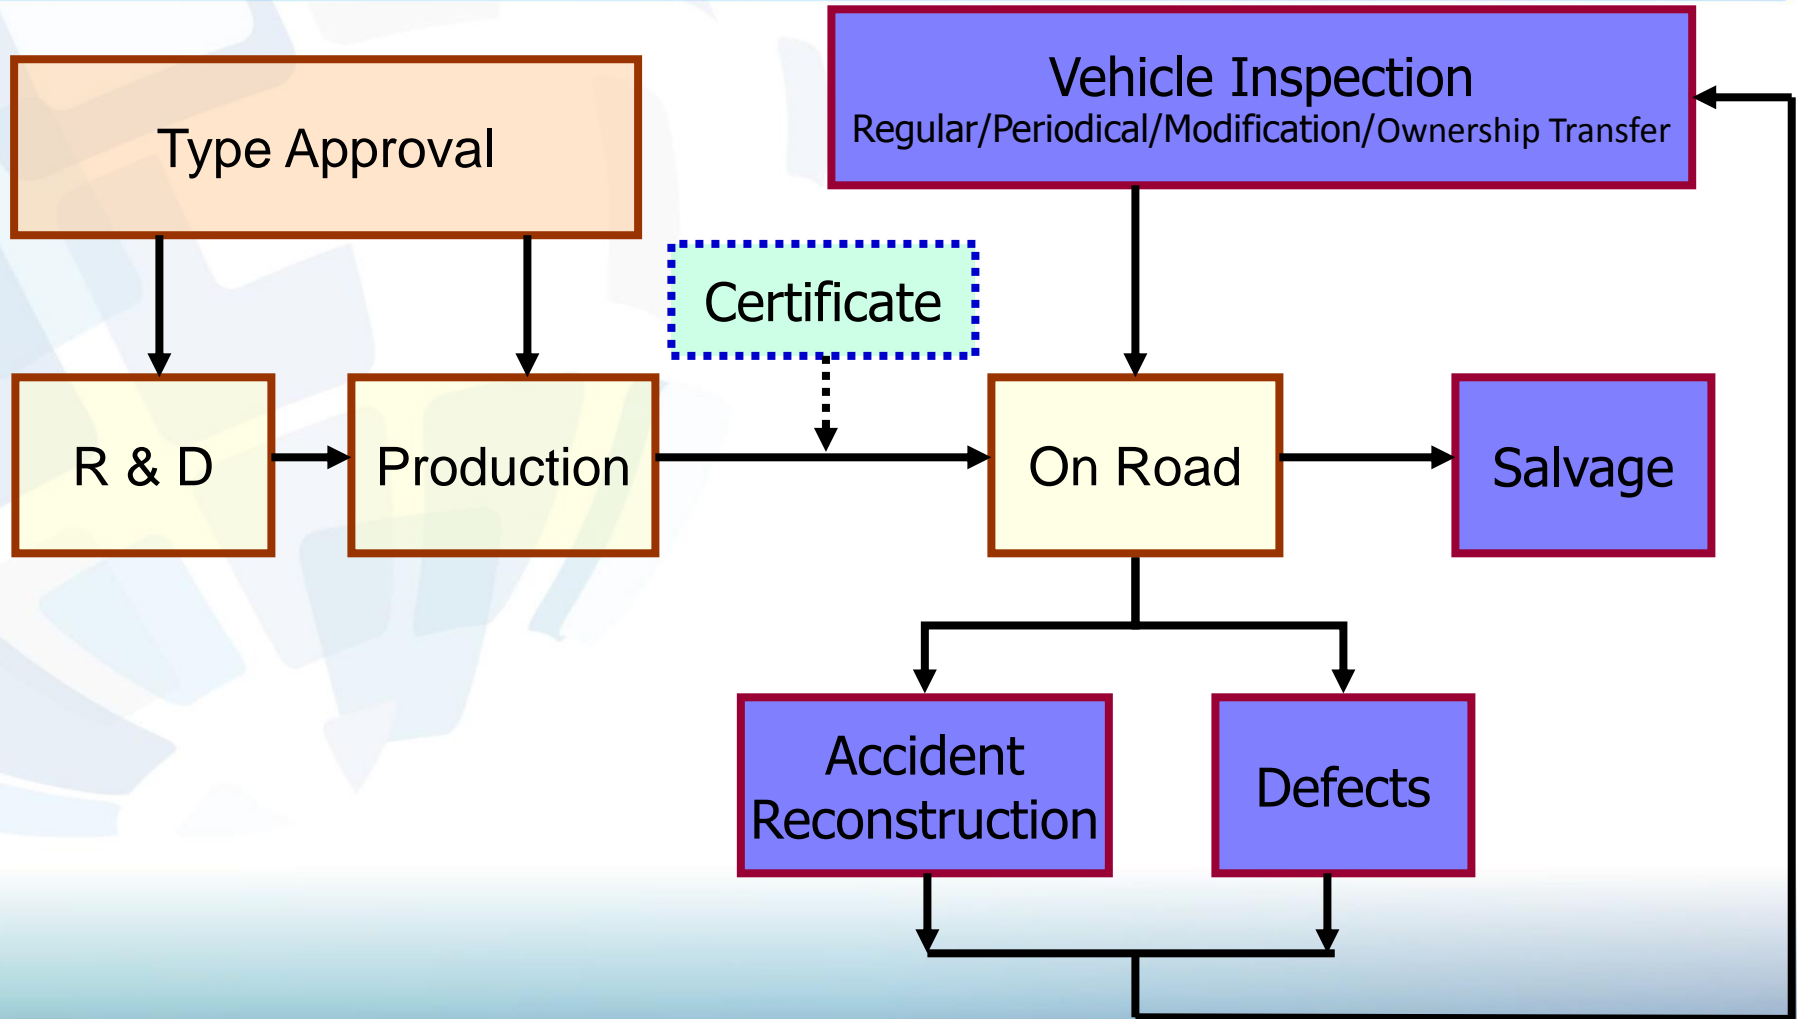 Type Approval
Vehicle Inspection
Regular/Periodical/Modification/Ownership Transfer
Certificate
R & D
Production
On Road
Salvage
Accident
Reconstruction
Defects